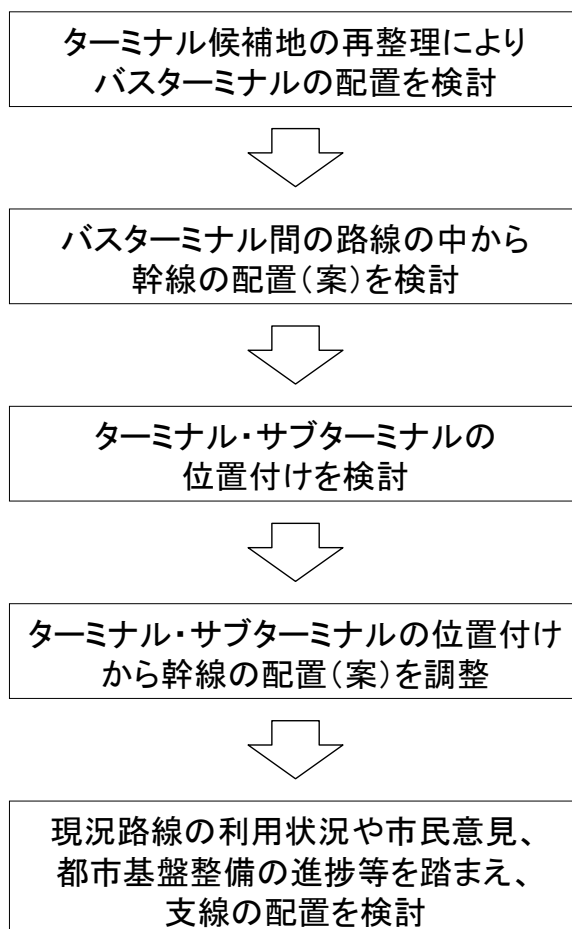 ターミナル候補地の再整理により
バスターミナルの配置を検討
バスターミナル間の路線の中から
幹線の配置（案）を検討
ターミナル・サブターミナルの
位置付けを検討
ターミナル・サブターミナルの位置付け
から幹線の配置（案）を調整
現況路線の利用状況や市民意見、
都市基盤整備の進捗等を踏まえ、
支線の配置を検討